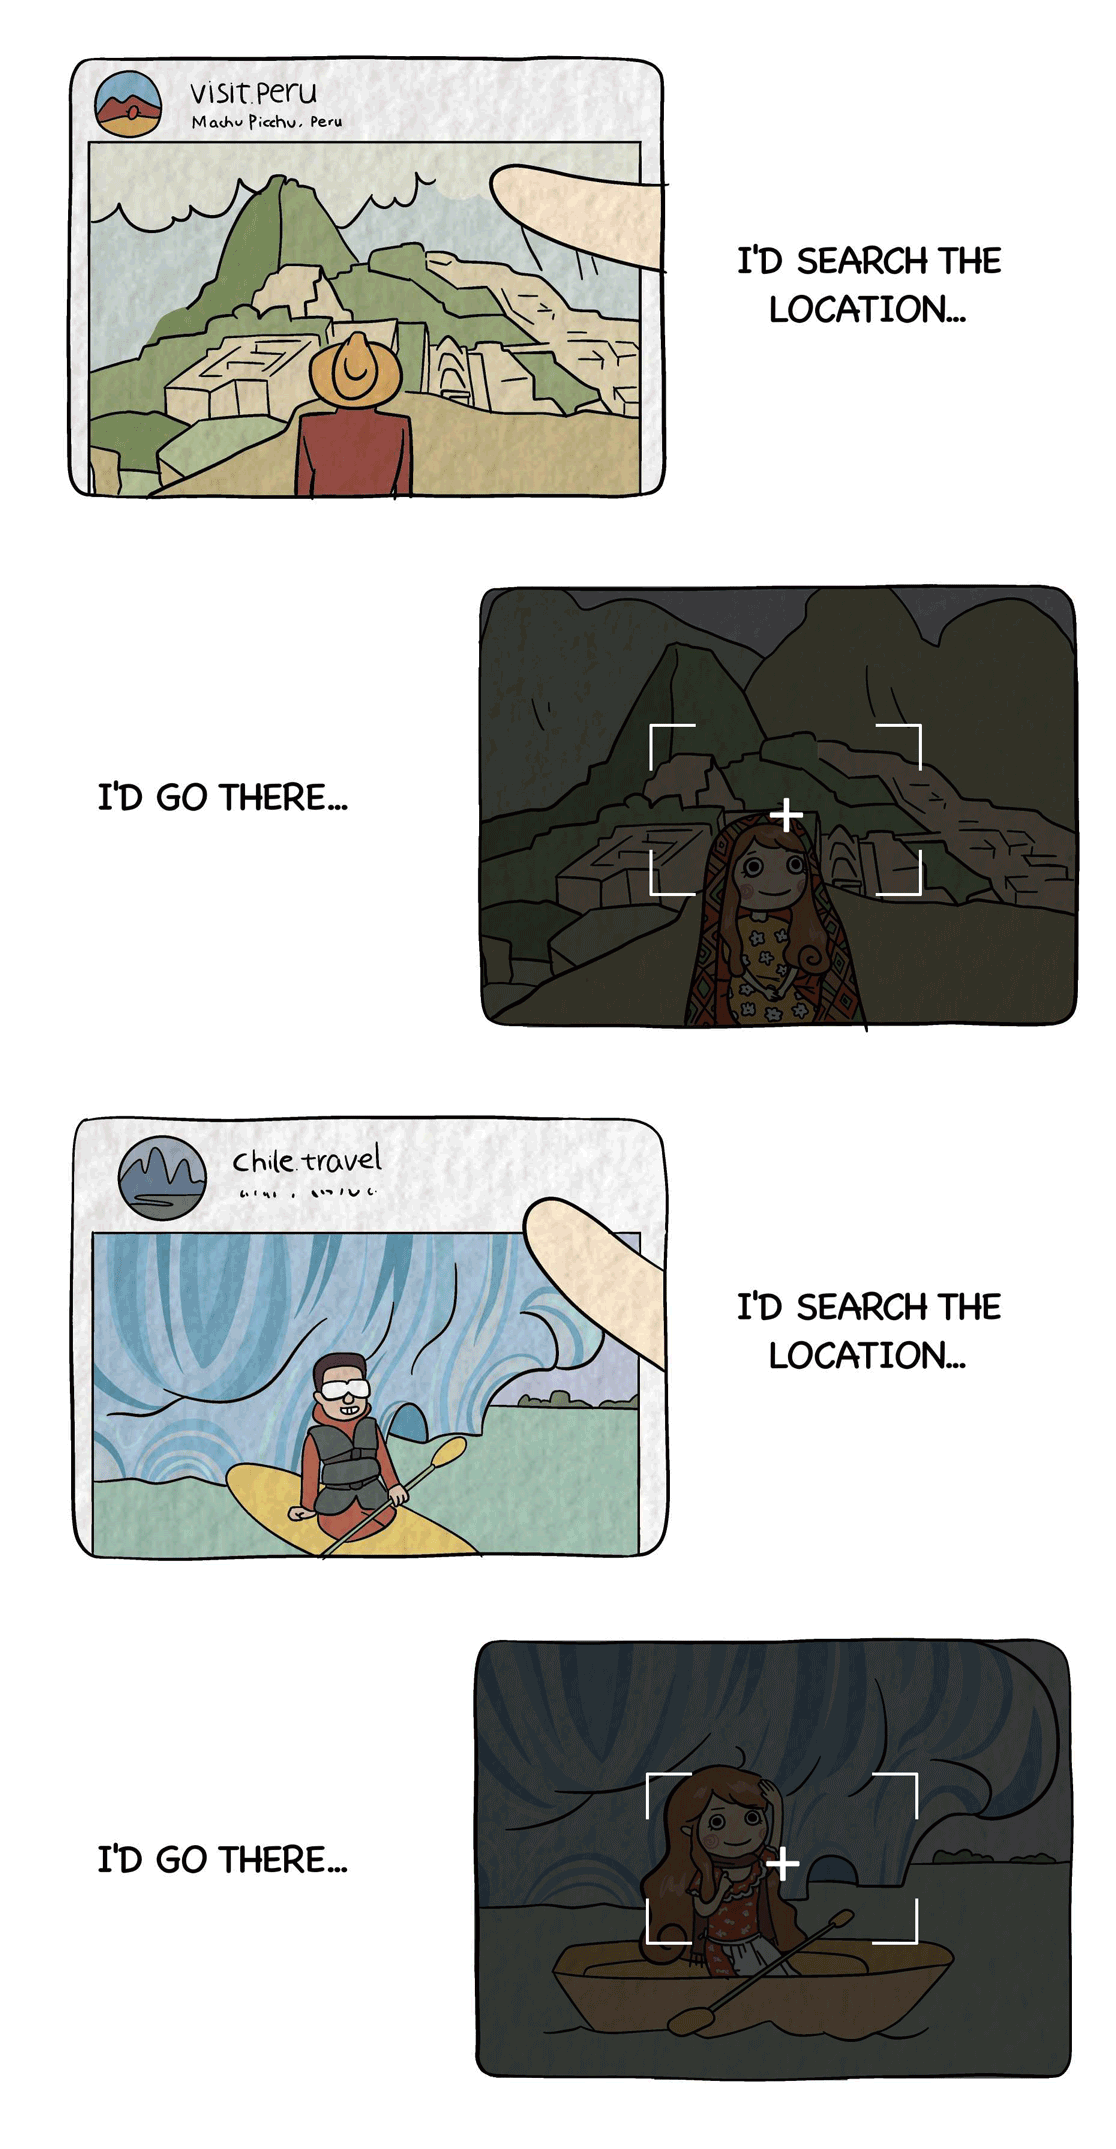 visit.peru
Machu Picchu, Peru
I'D SEARCH THE
LOCATION...
I'D GO THERE...
chile.travel
I'D SEARCH THE
LOCATION...
I'D GO THERE...